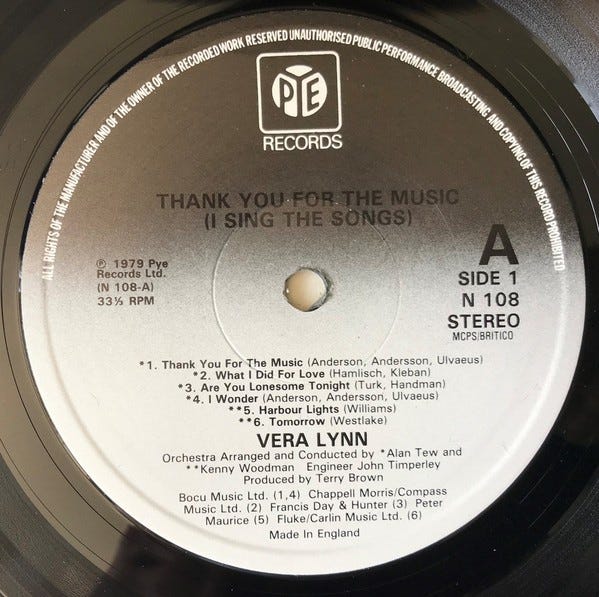 ALL RIGHTS OF THE MANUFACTURER AND OF THE OWNER OF THE RECORDED WORK RESERVED UNAUTHORISED PUBLIC PERFORMANCE BROADCASTING AND COPYING OF THIS RECORD PROHIBITED
PYE
RECORDS
THANK YOU FOR THE MUSIC
(I SING THE SONGS)
℗ 1979 Pye
Records Ltd.
(N 108-A)
33⅓ RPM
A
SIDE 1
N 108
STEREO
MCPS/BRITICO
*1. Thank You For The Music (Anderson, Andersson, Ulvaeus)
*2. What I Did For Love (Hamlisch, Kleban)
*3. Are You Lonesome Tonight (Turk, Handman)
*4. I Wonder (Anderson, Andersson, Ulvaeus)
**5. Harbour Lights (Williams)
**6. Tomorrow (Westlake)
VERA LYNN
Orchestra Arranged and Conducted by *Alan Tew and
**Kenny Woodman Engineer John Timperley
Produced by Terry Brown
Bocu Music Ltd. (1,4) Chappell Morris/Compass
Music Ltd. (2) Francis Day & Hunter (3) Peter
Maurice (5) Fluke/Carlin Music Ltd. (6)
Made In England